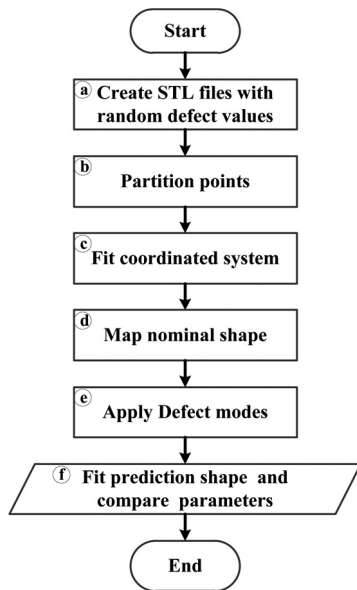 Start
a Create STL files with
random defect values
b
Partition points
c
Fit coordinated system
d
Map nominal shape
e
Apply Defect modes
f Fit prediction shape and
compare parameters
End